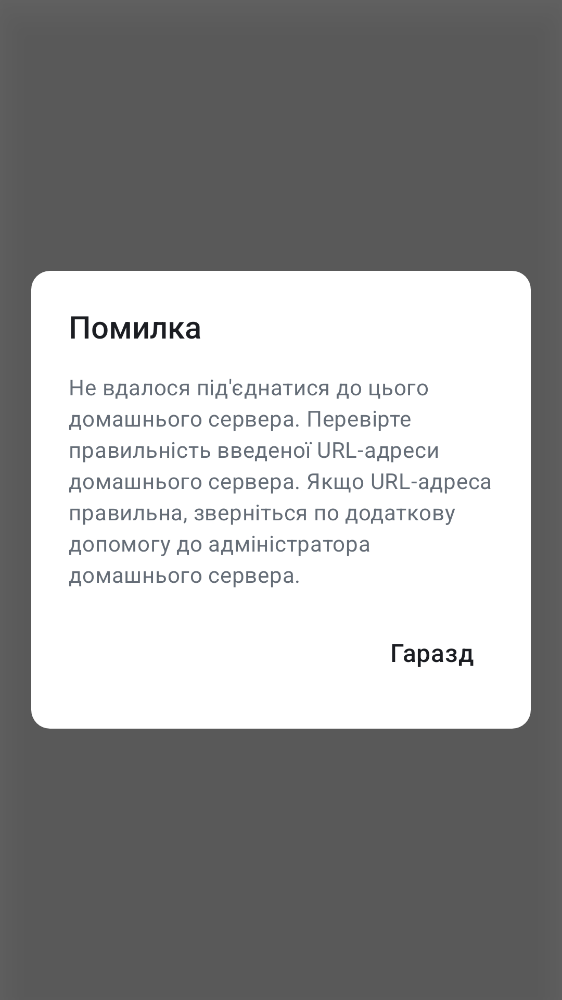 Помилка
Не вдалося під'єднатися до цього
домашнього сервера. Перевірте
правильність введеної URL-адреси
домашнього сервера. Якщо URL-адреса
правильна, зверніться по додаткову
допомогу до адміністратора
домашнього сервера.
Гаразд